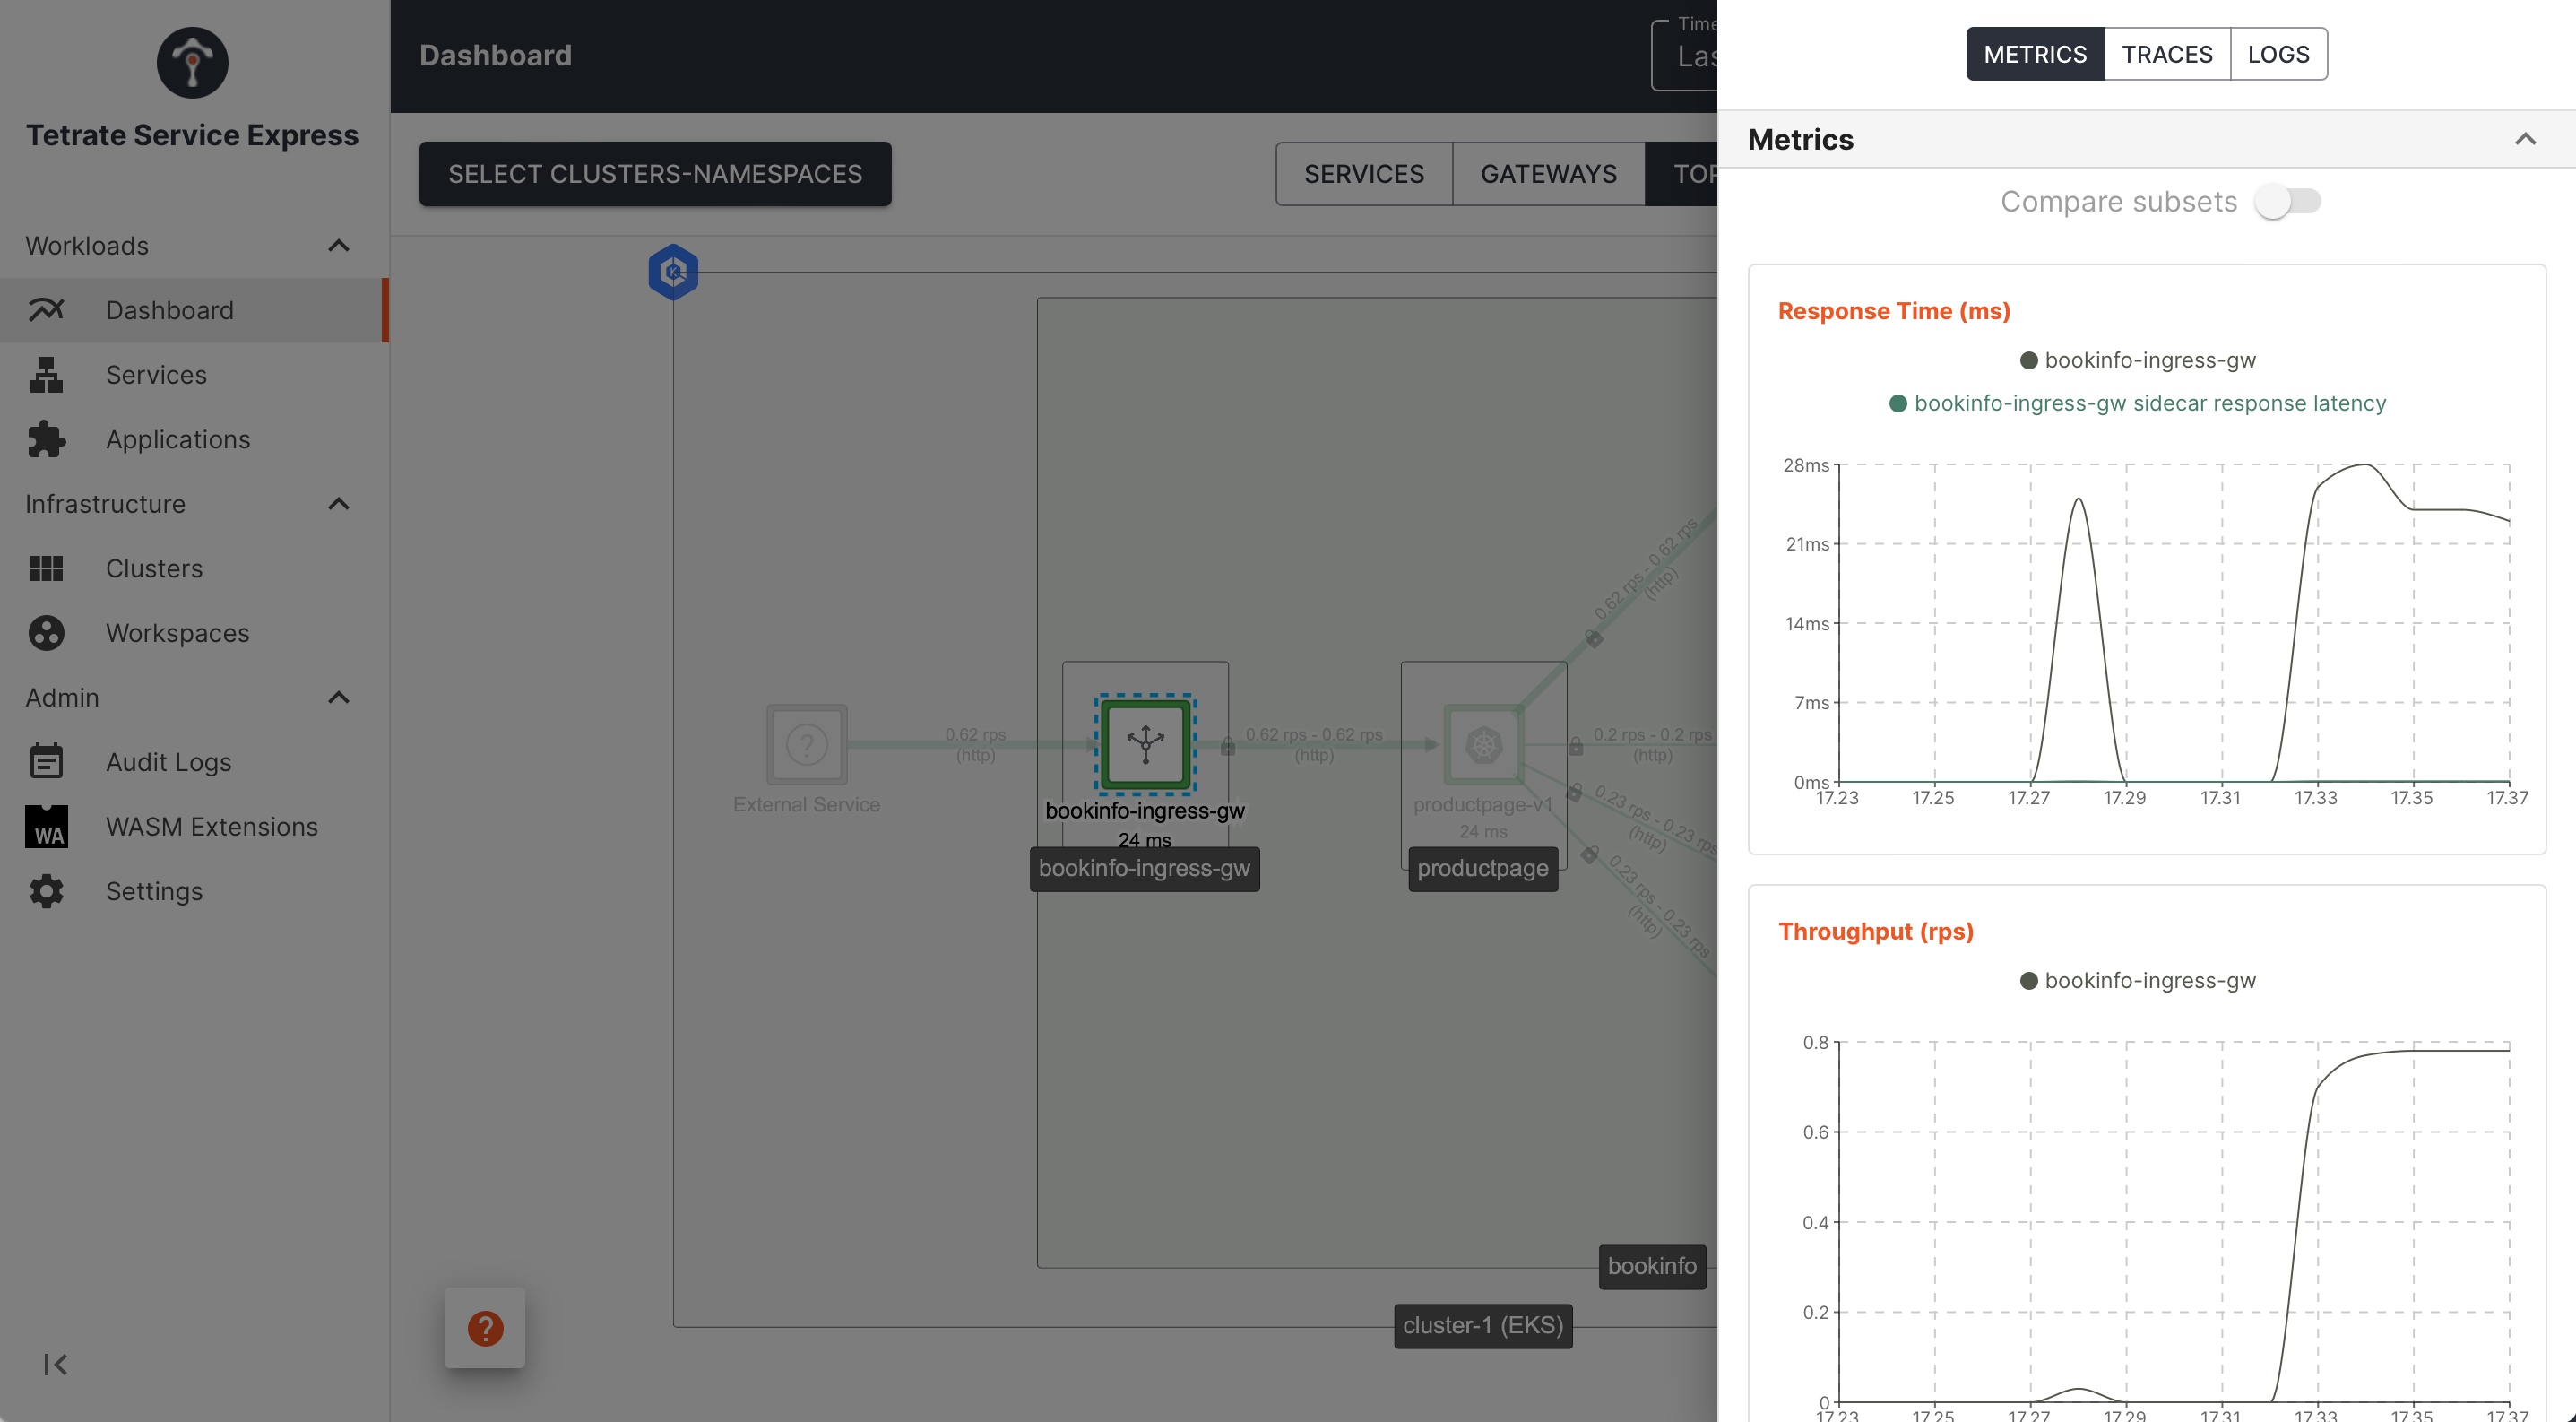 Tetrate Service Express
Workloads
Dashboard
Services
Applications
Infrastructure
Clusters
Workspaces
Admin
Audit Logs
WA
WASM Extensions
Settings
Dashboard
Time
Las
SELECT CLUSTERS-NAMESPACES
SERVICES
GATEWAYS
TOP
K
?
External Service
0.62 rps
(http)
bookinfo-ingress-gw
24 ms
bookinfo-ingress-gw
0.62 rps - 0.62 rps
(http)
productpage-v1
24 ms
productpage
0.62 rps - 0.62 rps
(http)
0.2 rps - 0.2 rps
(http)
0.23 rps - 0.23 rps
(http)
0.23 rps - 0.23 rps
(http)
bookinfo
cluster-1 (EKS)
?
METRICS
TRACES
LOGS
Metrics
Compare subsets
Response Time (ms)
bookinfo-ingress-gw
bookinfo-ingress-gw sidecar response latency
28ms
21ms
14ms
7ms
0ms
17.23 17.25 17.27 17.29 17.31 17.33 17.35 17.37
Throughput (rps)
bookinfo-ingress-gw
0.8
0.6
0.4
0.2
0
17.23 17.25 17.27 17.29 17.31 17.33 17.35 17.37